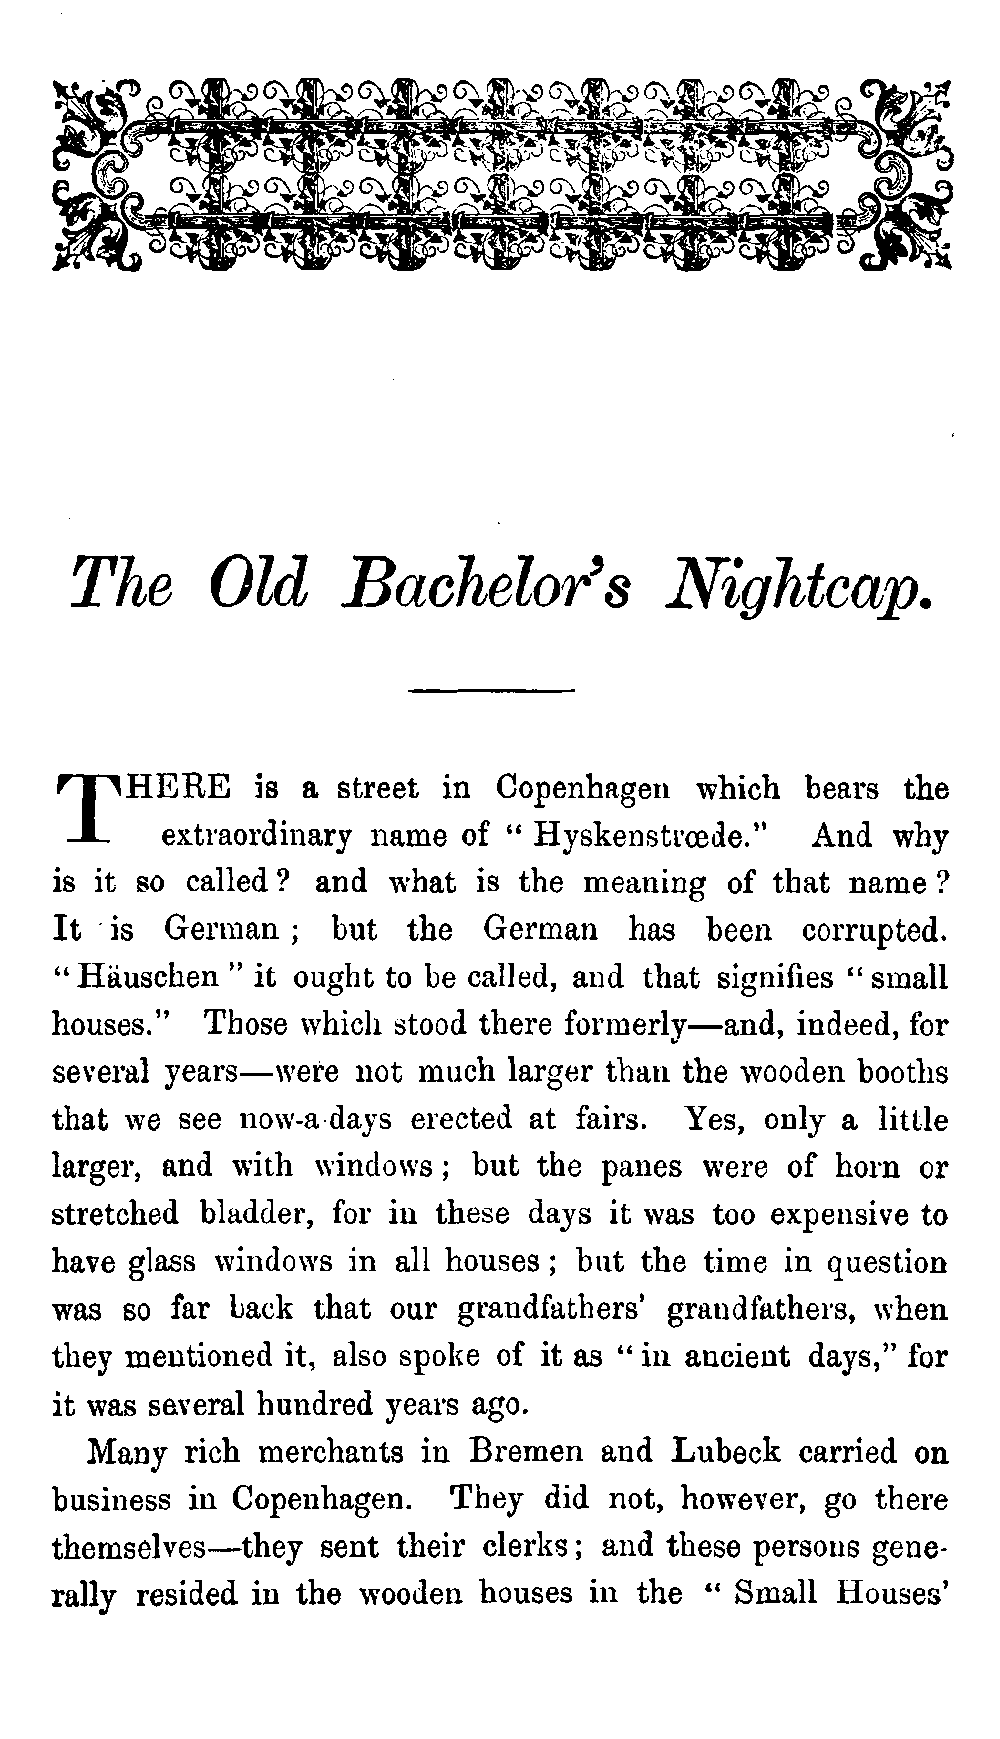 The Old Bachelor's Nightcap.
THERE is a street in Copenhagen which bears the
extraordinary name of “ Hyskenstrœde.” And why
is it so called ? and what is the meaning of that name ?
It is German ; but the German has been corrupted.
“ Häuschen ” it ought to be called, and that signifies “ small
houses.” Those which stood there formerly—and, indeed, for
several years—were not much larger than the wooden booths
that we see now-a-days erected at fairs. Yes, only a little
larger, and with windows ; but the panes were of horn or
stretched bladder, for in these days it was too expensive to
have glass windows in all houses ; but the time in question
was so far back that our grandfathers' grandfathers, when
they mentioned it, also spoke of it as “ in ancient days,” for
it was several hundred years ago.
Many rich merchants in Bremen and Lubeck carried on
business in Copenhagen. They did not, however, go there
themselves—they sent their clerks ; and these persons gene-
rally resided in the wooden houses in the “ Small Houses'